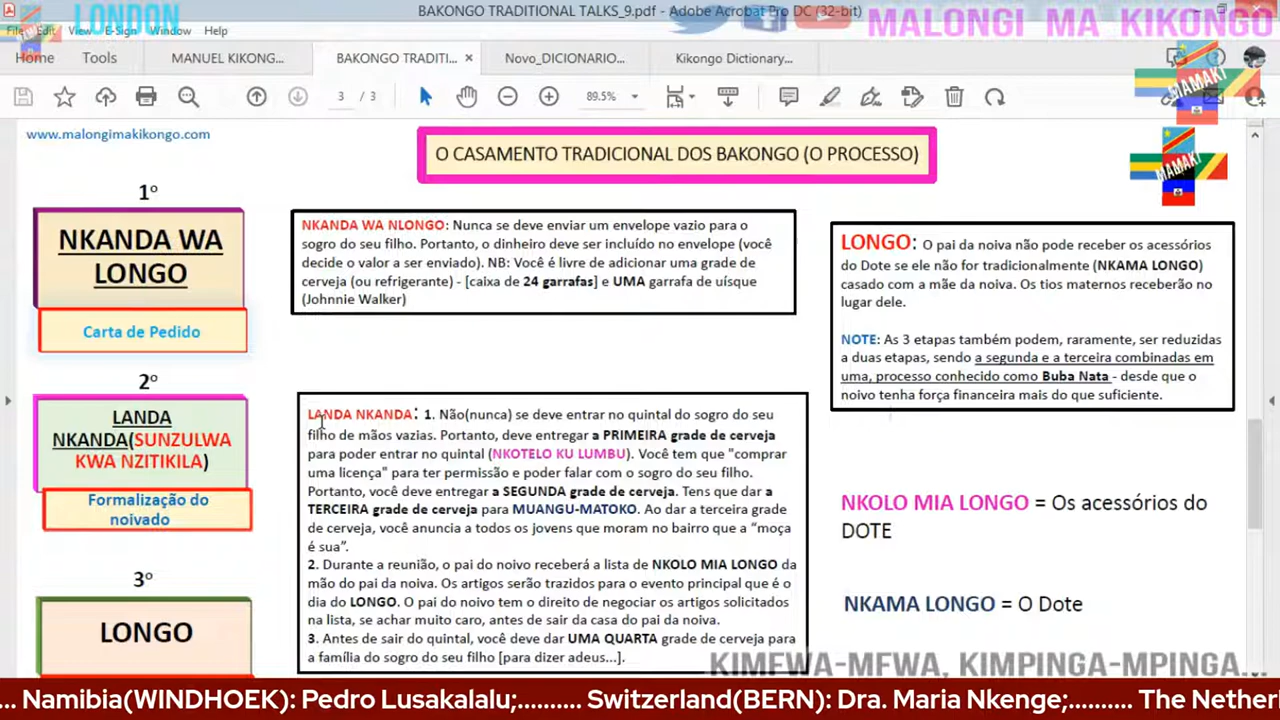 BAKONGO TRADITIONAL TALKS_9.pdf - Adobe Acrobat Pro DC (32-bit)
LONDON
MALONGI MA KIKONGO
File Edit View E-Sign Window Help
Home Tools MANUEL KIKONG... BAKONGO TRADITI... × Novo_DICIONARIO... Kikongo Dictionary...
3 / 3 89.5%
MAMAKI
www.malongimakikongo.com
O CASAMENTO TRADICIONAL DOS BAKONGO (O PROCESSO)
MAMAKI
1º
NKANDA WA
LONGO
Carta de Pedido
NKANDA WA NLONGO: Nunca se deve enviar um envelope vazio para o
sogro do seu filho. Portanto, o dinheiro deve ser incluído no envelope (você
decide o valor a ser enviado). NB: Você é livre de adicionar uma grade de
cerveja (ou refrigerante) - [caixa de 24 garrafas] e UMA garrafa de uísque
(Johnnie Walker)
LONGO: O pai da noiva não pode receber os acessórios
do Dote se ele não for tradicionalmente (NKAMA LONGO)
casado com a mãe da noiva. Os tios maternos receberão no
lugar dele.
NOTE: As 3 etapas também podem, raramente, ser reduzidas
a duas etapas, sendo a segunda e a terceira combinadas em
uma, processo conhecido como Buba Nata - desde que o
noivo tenha força financeira mais do que suficiente.
2º
LANDA
NKANDA(SUNZULWA
KWA NZITIKILA)
Formalização do
noivado
LANDA NKANDA: 1. Não(nunca) se deve entrar no quintal do sogro do seu
filho de mãos vazias. Portanto, deve entregar a PRIMEIRA grade de cerveja
para poder entrar no quintal (NKOTELO KU LUMBU). Você tem que "comprar
uma licença" para ter permissão e poder falar com o sogro do seu filho.
Portanto, você deve entregar a SEGUNDA grade de cerveja. Tens que dar a
TERCEIRA grade de cerveja para MUANGU-MATOKO. Ao dar a terceira grade
de cerveja, você anuncia a todos os jovens que moram no bairro que a “moça
é sua”.
2. Durante a reunião, o pai do noivo receberá a lista de NKOLO MIA LONGO da
mão do pai da noiva. Os artigos serão trazidos para o evento principal que é o
dia do LONGO. O pai do noivo tem o direito de negociar os artigos solicitados
na lista, se achar muito caro, antes de sair da casa do pai da noiva.
3. Antes de sair do quintal, você deve dar UMA QUARTA grade de cerveja para
a família do sogro do seu filho [para dizer adeus...].
NKOLO MIA LONGO = Os acessórios do
DOTE
NKAMA LONGO = O Dote
3º
LONGO
KIMFWA-MFWA, KIMPINGA-MPINGA...
... Namibia(WINDHOEK): Pedro Lusakalalu;.......... Switzerland(BERN): Dra. Maria Nkenge;.......... The Nether